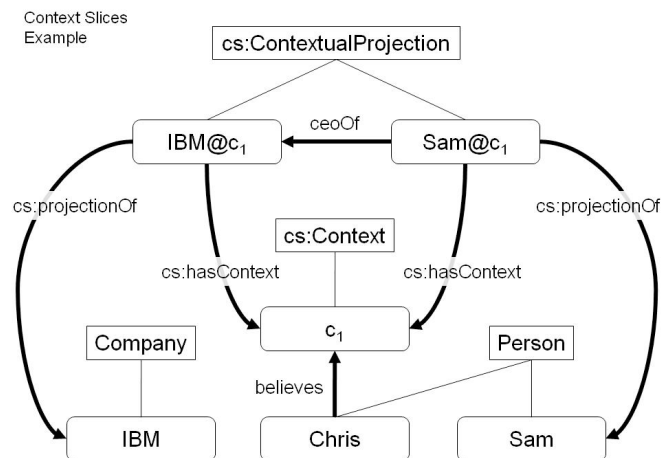 Context Slices
Example
cs:ContextualProjection
IBM@c₁
ceoOf
Sam@c₁
cs:projectionOf
cs:projectionOf
cs:Context
cs:hasContext
cs:hasContext
c₁
Company
Person
believes
IBM
Chris
Sam